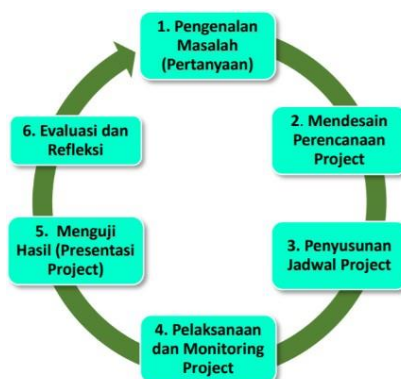 1. Pengenalan
Masalah
(Pertanyaan)
2. Mendesain
Perencanaan
Project
3. Penyusunan
Jadwal Project
4. Pelaksanaan
dan Monitoring
Project
5. Menguji
Hasil (Presentasi
Project)
6. Evaluasi dan
Refleksi